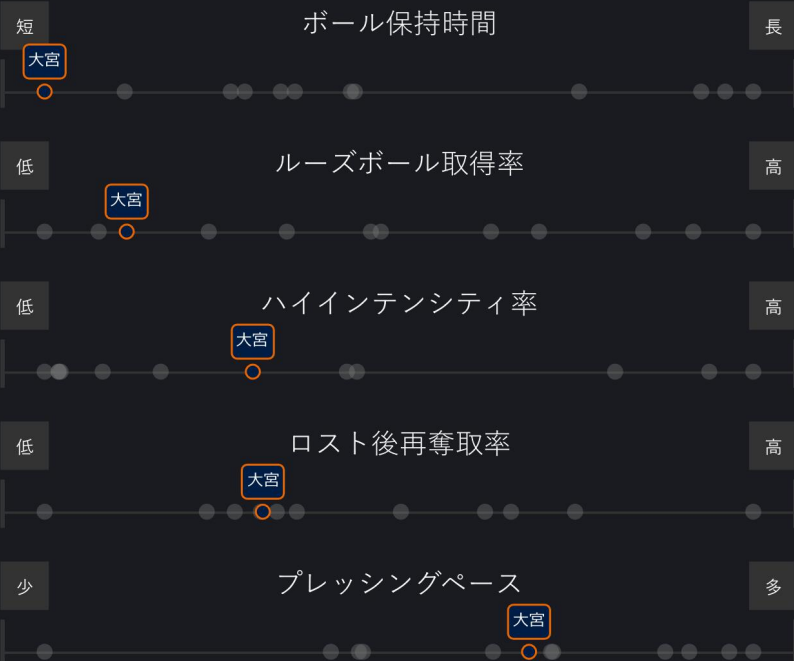 ボール保持時間
短
長
大宮
ルーズボール取得率
低
高
大宮
ハイインテンシティ率
低
高
大宮
ロスト後再奪取率
低
高
大宮
プレッシングペース
少
多
大宮